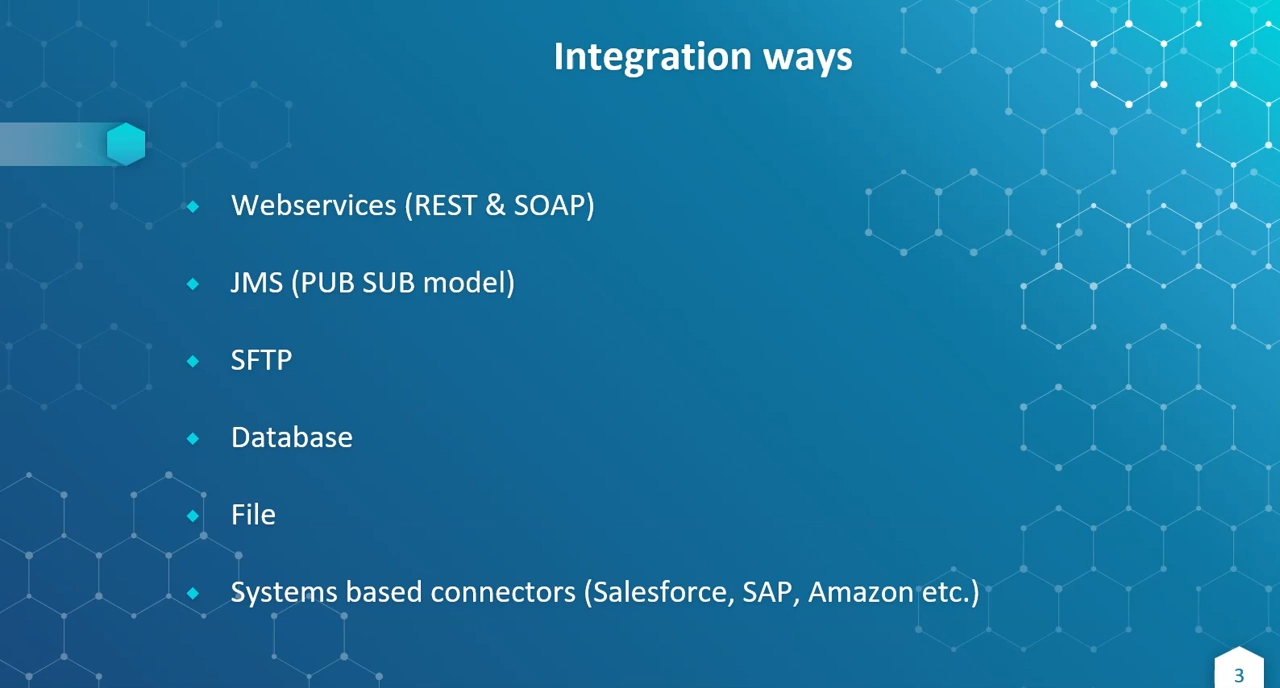 Integration ways
Webservices (REST & SOAP)
JMS (PUB SUB model)
SFTP
Database
File
Systems based connectors (Salesforce, SAP, Amazon etc.)
3